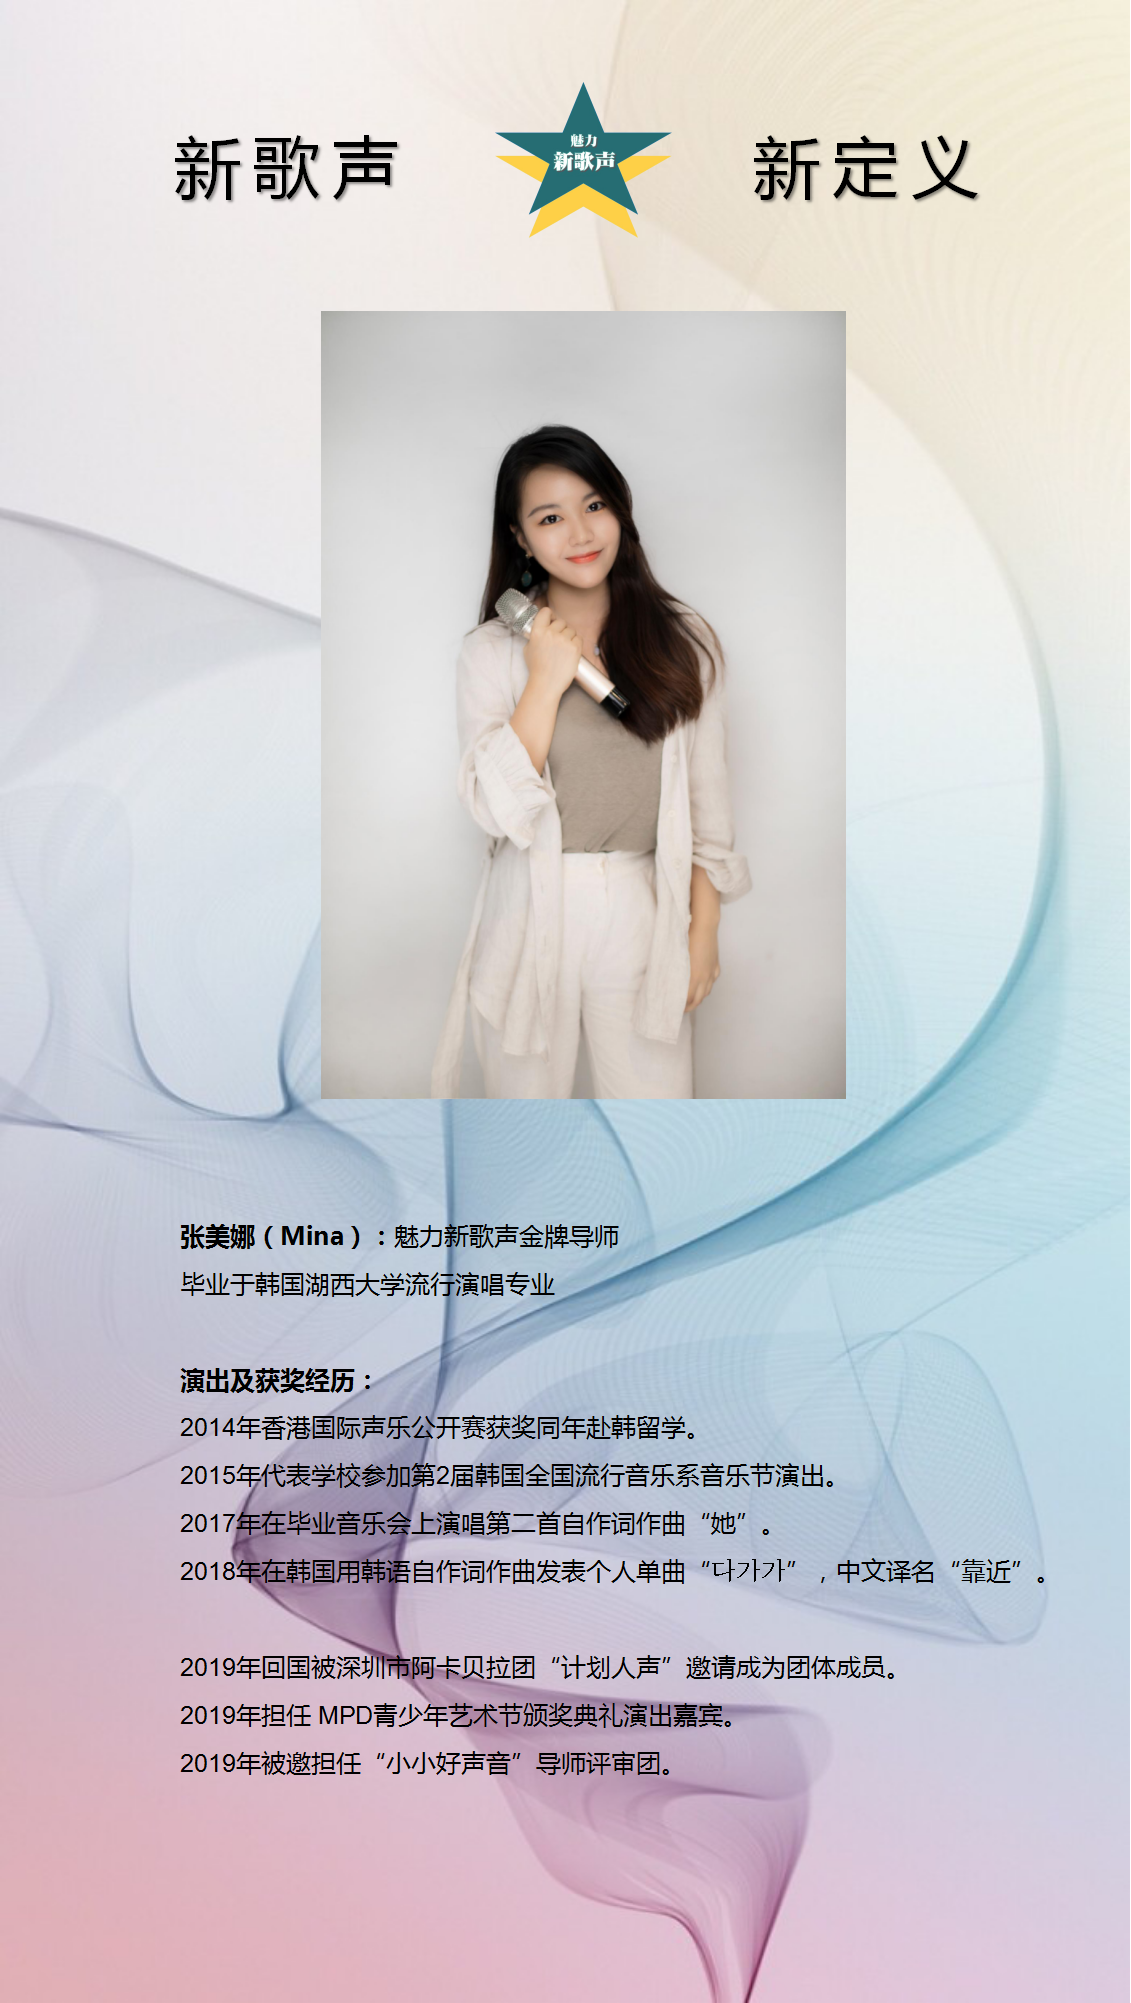 新歌声
魅力
新歌声
新定义
张美娜（Mina）：魅力新歌声金牌导师
毕业于韩国湖西大学流行演唱专业
演出及获奖经历：
2014年香港国际声乐公开赛获奖同年赴韩留学。
2015年代表学校参加第2届韩国全国流行音乐系音乐节演出。
2017年在毕业音乐会上演唱第二首自作词作曲“她”。
2018年在韩国用韩语自作词作曲发表个人单曲“다가가”，中文译名“靠近”。
2019年回国被深圳市阿卡贝拉团“计划人声”邀请成为团体成员。
2019年担任 MPD青少年艺术节颁奖典礼演出嘉宾。
2019年被邀担任“小小好声音”导师评审团。